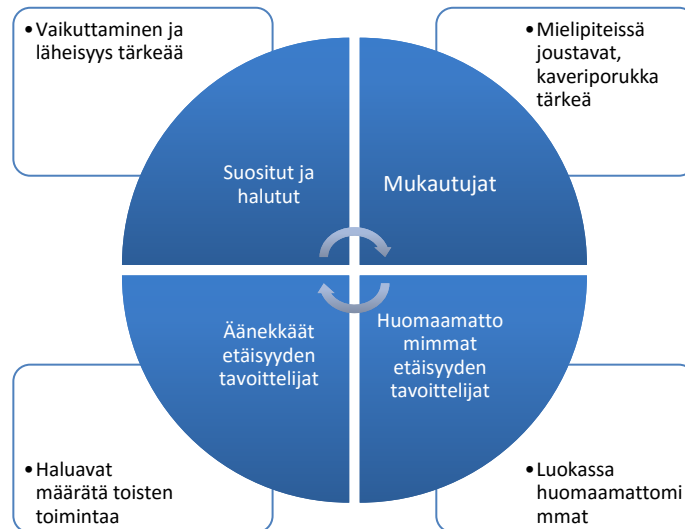 •Vaikuttaminen ja
läheisyys tärkeää
•Mielipiteissä
joustavat,
kaveriporukka
tärkeä
Suositut ja
halutut
Mukautujat
Äänekkäät
etäisyyden
tavoittelijat
Huomaamatto
mimmat
etäisyyden
tavoittelijat
•Haluavat
määrätä toisten
toimintaa
•Luokassa
huomaamattomi
mmat